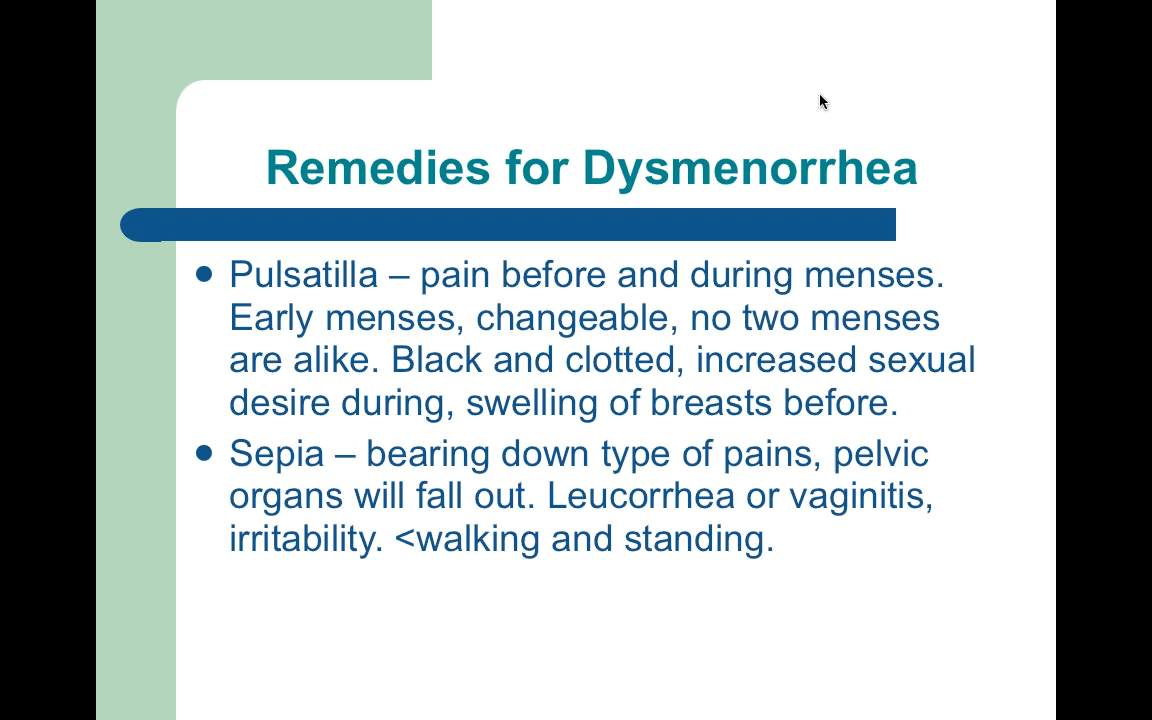 Remedies for Dysmenorrhea
● Pulsatilla – pain before and during menses.
Early menses, changeable, no two menses
are alike. Black and clotted, increased sexual
desire during, swelling of breasts before.
● Sepia – bearing down type of pains, pelvic
organs will fall out. Leucorrhea or vaginitis,
irritability. <walking and standing.